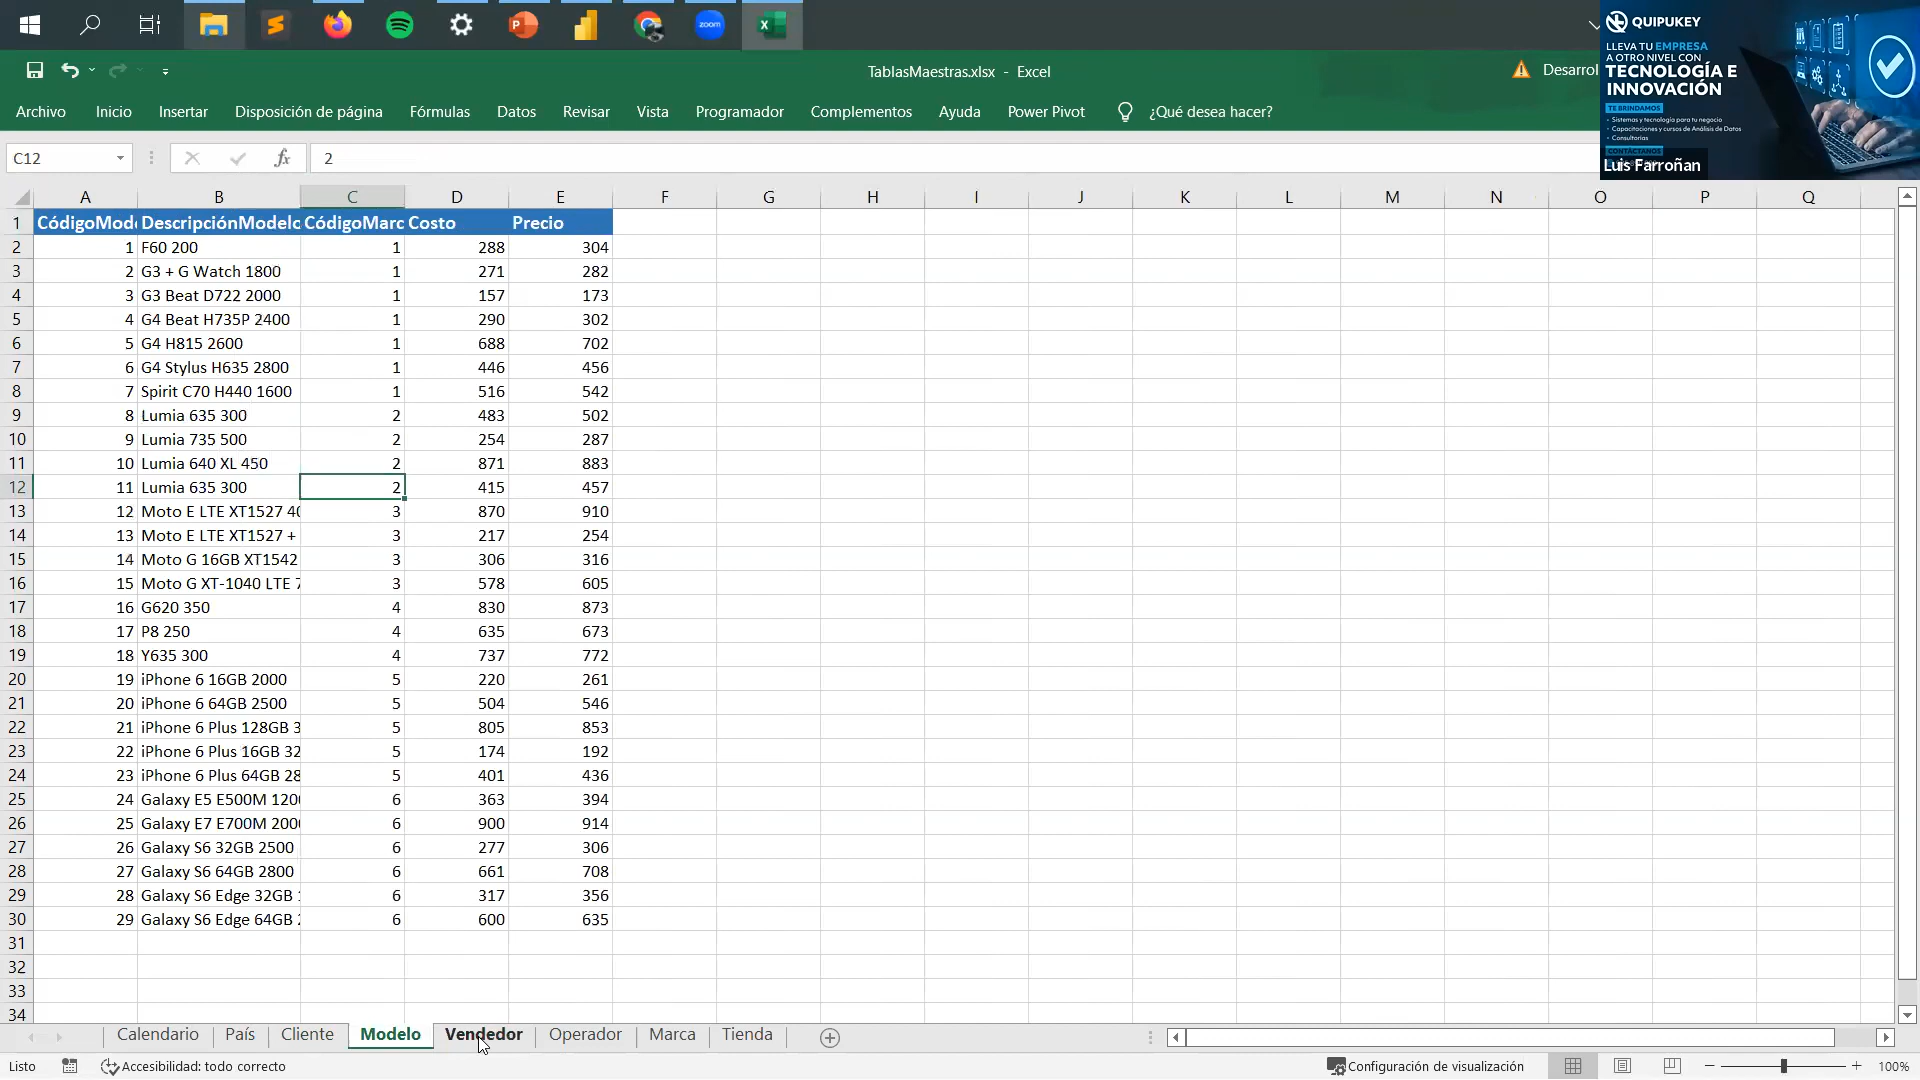 zoom
TablasMaestras.xlsx - Excel
Desarrol
Archivo Inicio Insertar Disposición de página Fórmulas Datos Revisar Vista Programador Complementos Ayuda Power Pivot ¿Qué desea hacer?
QUIPUKEY
LLEVA TU EMPRESA
A OTRO NIVEL CON
TECNOLOGÍA E
INNOVACIÓN
TE BRINDAMOS
- Sistemas y tecnología para tu negocio
- Capacitaciones y cursos de Análisis de Datos
- Consultorías
CONTÁCTANOS
Luis Farroñan
C12 fx 2
A B C D E F G H I J K L M N O P Q
1 CódigoMode DescripciónModelo CódigoMarc Costo Precio
2 1 F60 200 1 288 304
3 2 G3 + G Watch 1800 1 271 282
4 3 G3 Beat D722 2000 1 157 173
5 4 G4 Beat H735P 2400 1 290 302
6 5 G4 H815 2600 1 688 702
7 6 G4 Stylus H635 2800 1 446 456
8 7 Spirit C70 H440 1600 1 516 542
9 8 Lumia 635 300 2 483 502
10 9 Lumia 735 500 2 254 287
11 10 Lumia 640 XL 450 2 871 883
12 11 Lumia 635 300 2 415 457
13 12 Moto E LTE XT1527 40 3 870 910
14 13 Moto E LTE XT1527 + 3 217 254
15 14 Moto G 16GB XT1542 3 306 316
16 15 Moto G XT-1040 LTE 7 3 578 605
17 16 G620 350 4 830 873
18 17 P8 250 4 635 673
19 18 Y635 300 4 737 772
20 19 iPhone 6 16GB 2000 5 220 261
21 20 iPhone 6 64GB 2500 5 504 546
22 21 iPhone 6 Plus 128GB 3 5 805 853
23 22 iPhone 6 Plus 16GB 32 5 174 192
24 23 iPhone 6 Plus 64GB 28 5 401 436
25 24 Galaxy E5 E500M 1200 6 363 394
26 25 Galaxy E7 E700M 2000 6 900 914
27 26 Galaxy S6 32GB 2500 6 277 306
28 27 Galaxy S6 64GB 2800 6 661 708
29 28 Galaxy S6 Edge 32GB 6 317 356
30 29 Galaxy S6 Edge 64GB 2 6 600 635
31
32
33
34
Calendario País Cliente Modelo Vendedor Operador Marca Tienda
Listo Accesibilidad: todo correcto Configuración de visualización 100%